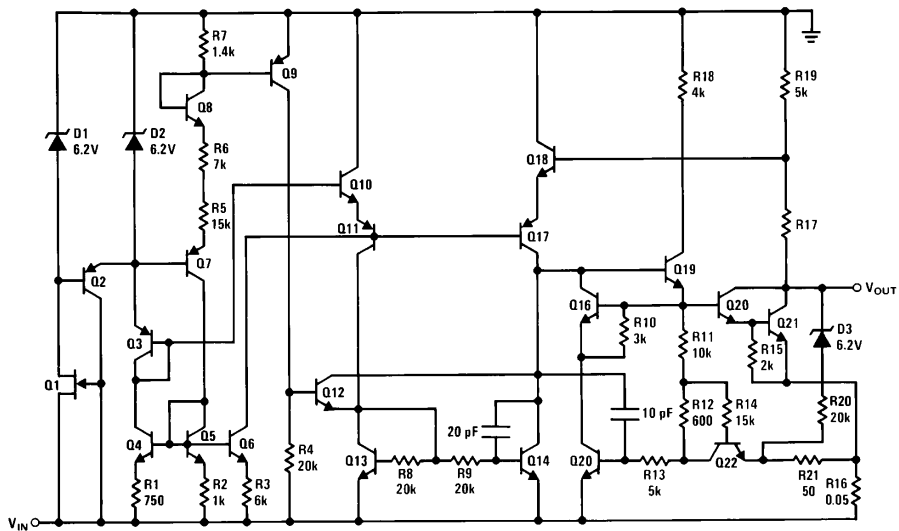 R7
1.4k
Q9
R18
4k
R19
5k
Q8
D1
6.2V
D2
6.2V
R6
7k
Q18
Q10
R5
15k
Q11
Q17
R17
Q7
Q2
Q19
VOUT
Q16
Q20
Q21
R10
3k
R11
10k
D3
6.2V
R15
2k
Q3
Q1
Q12
10 pF
R12
600
R14
15k
R20
20k
20 pF
Q4
Q5
Q6
R4
20k
Q13
R8
20k
R9
20k
Q14
Q20
R13
5k
Q22
R21
50
R16
0.05
R1
750
R2
1k
R3
6k
VIN